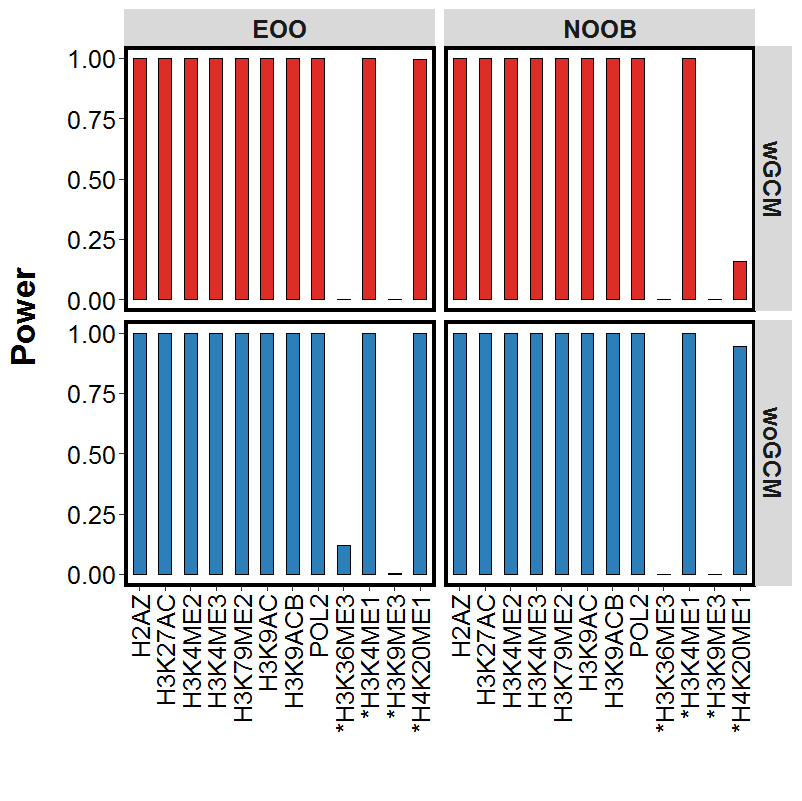 EOO
NOOB
Power
1.00
0.75
0.50
0.25
0.00
wGCM
1.00
0.75
0.50
0.25
0.00
woGCM
H2AZ
H3K27AC
H3K4ME2
H3K4ME3
H3K79ME2
H3K9AC
H3K9ACB
POL2
*H3K36ME3
*H3K4ME1
*H3K9ME3
*H4K20ME1
H2AZ
H3K27AC
H3K4ME2
H3K4ME3
H3K79ME2
H3K9AC
H3K9ACB
POL2
*H3K36ME3
*H3K4ME1
*H3K9ME3
*H4K20ME1